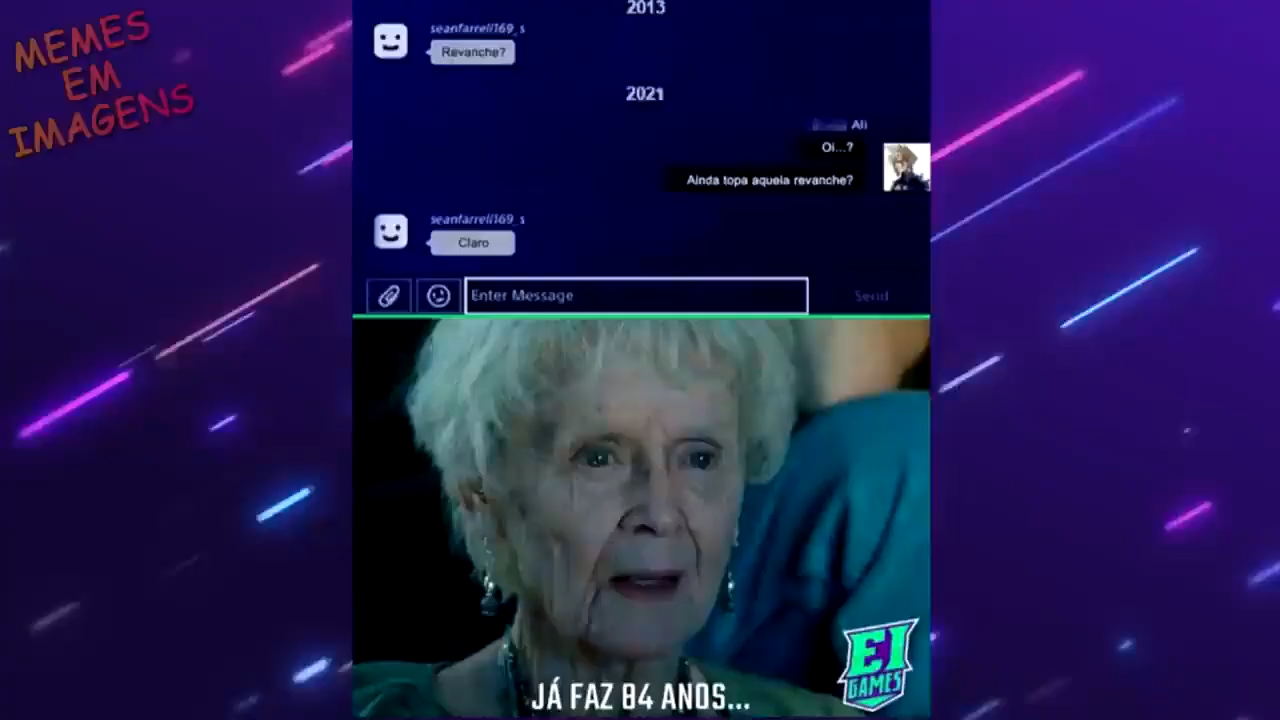 MEMES
EM
IMAGENS
2013
seanfarrell169_s
Revanche?
2021
Ali
Oi...?
Ainda topa aquela revanche?
seanfarrell169_s
Claro
Enter Message
Send
EI
GAMES
JÁ FAZ 84 ANOS...